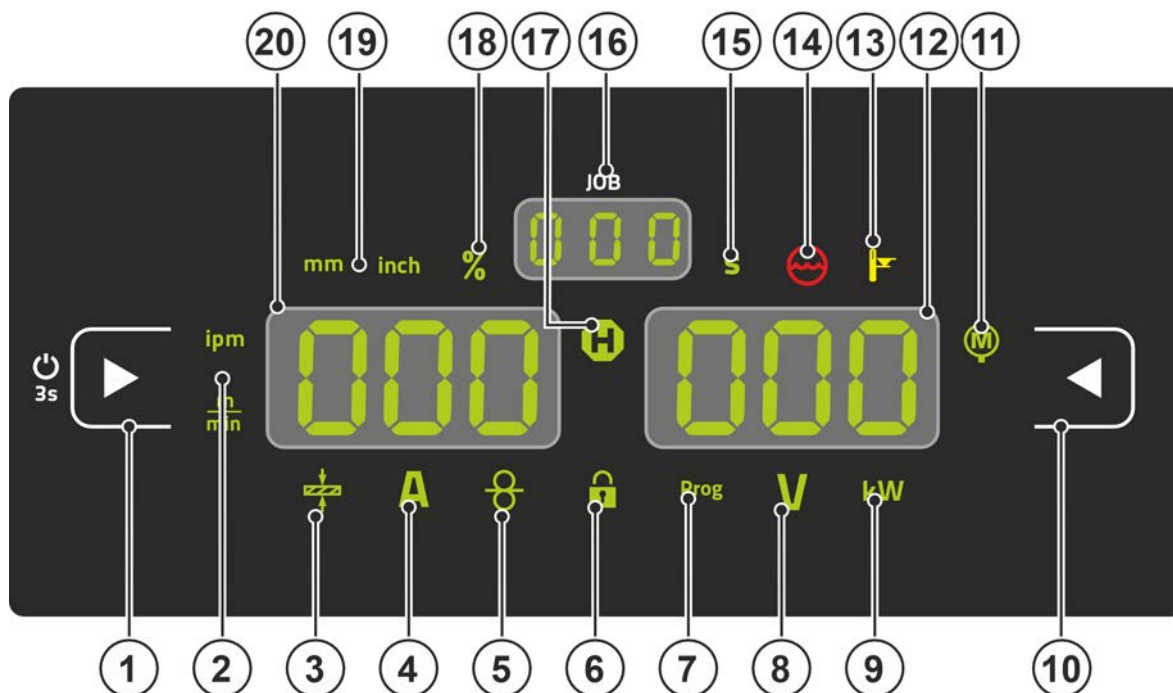 20 19 18 17 16 15 14 13 12 11
JOB
000
mm inch % s
ipm H M
000 000
3s
m
min
A Prog V kW
1 2 3 4 5 6 7 8 9 10